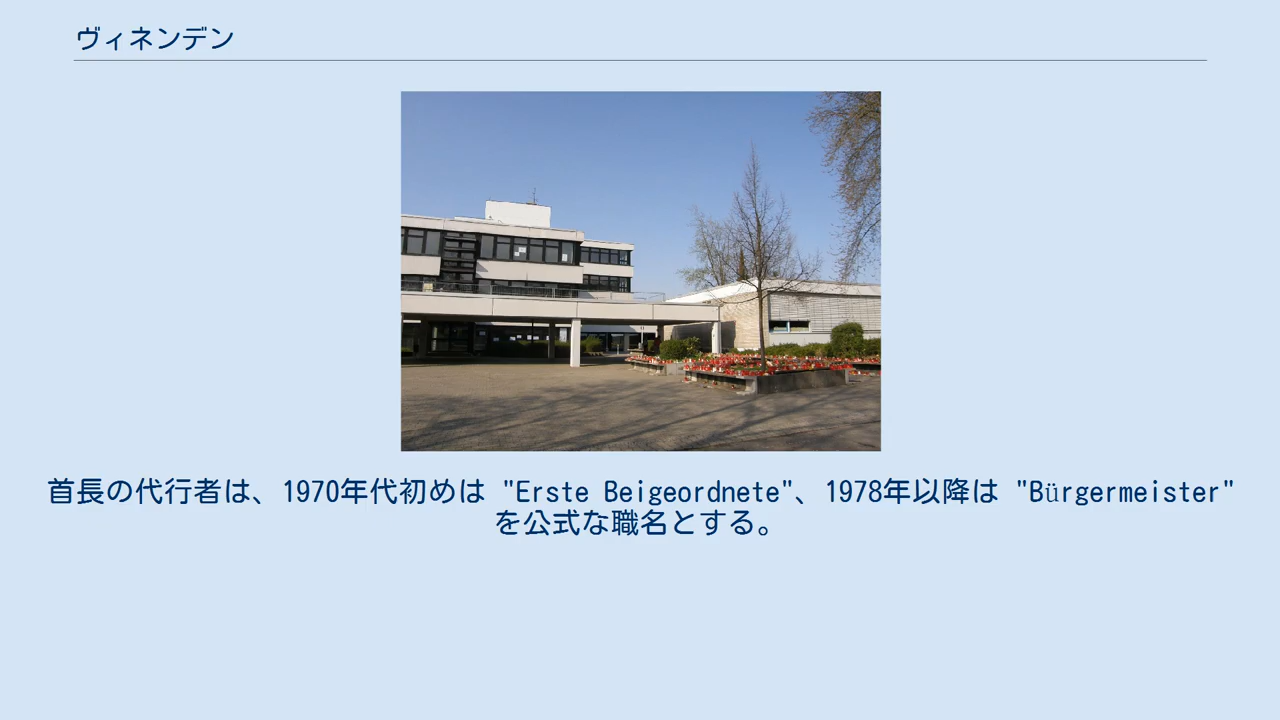 ヴィネンデン
首長の代行者は、1970年代初めは "Erste Beigeordnete"、1978年以降は "Bürgermeister"
を公式な職名とする。